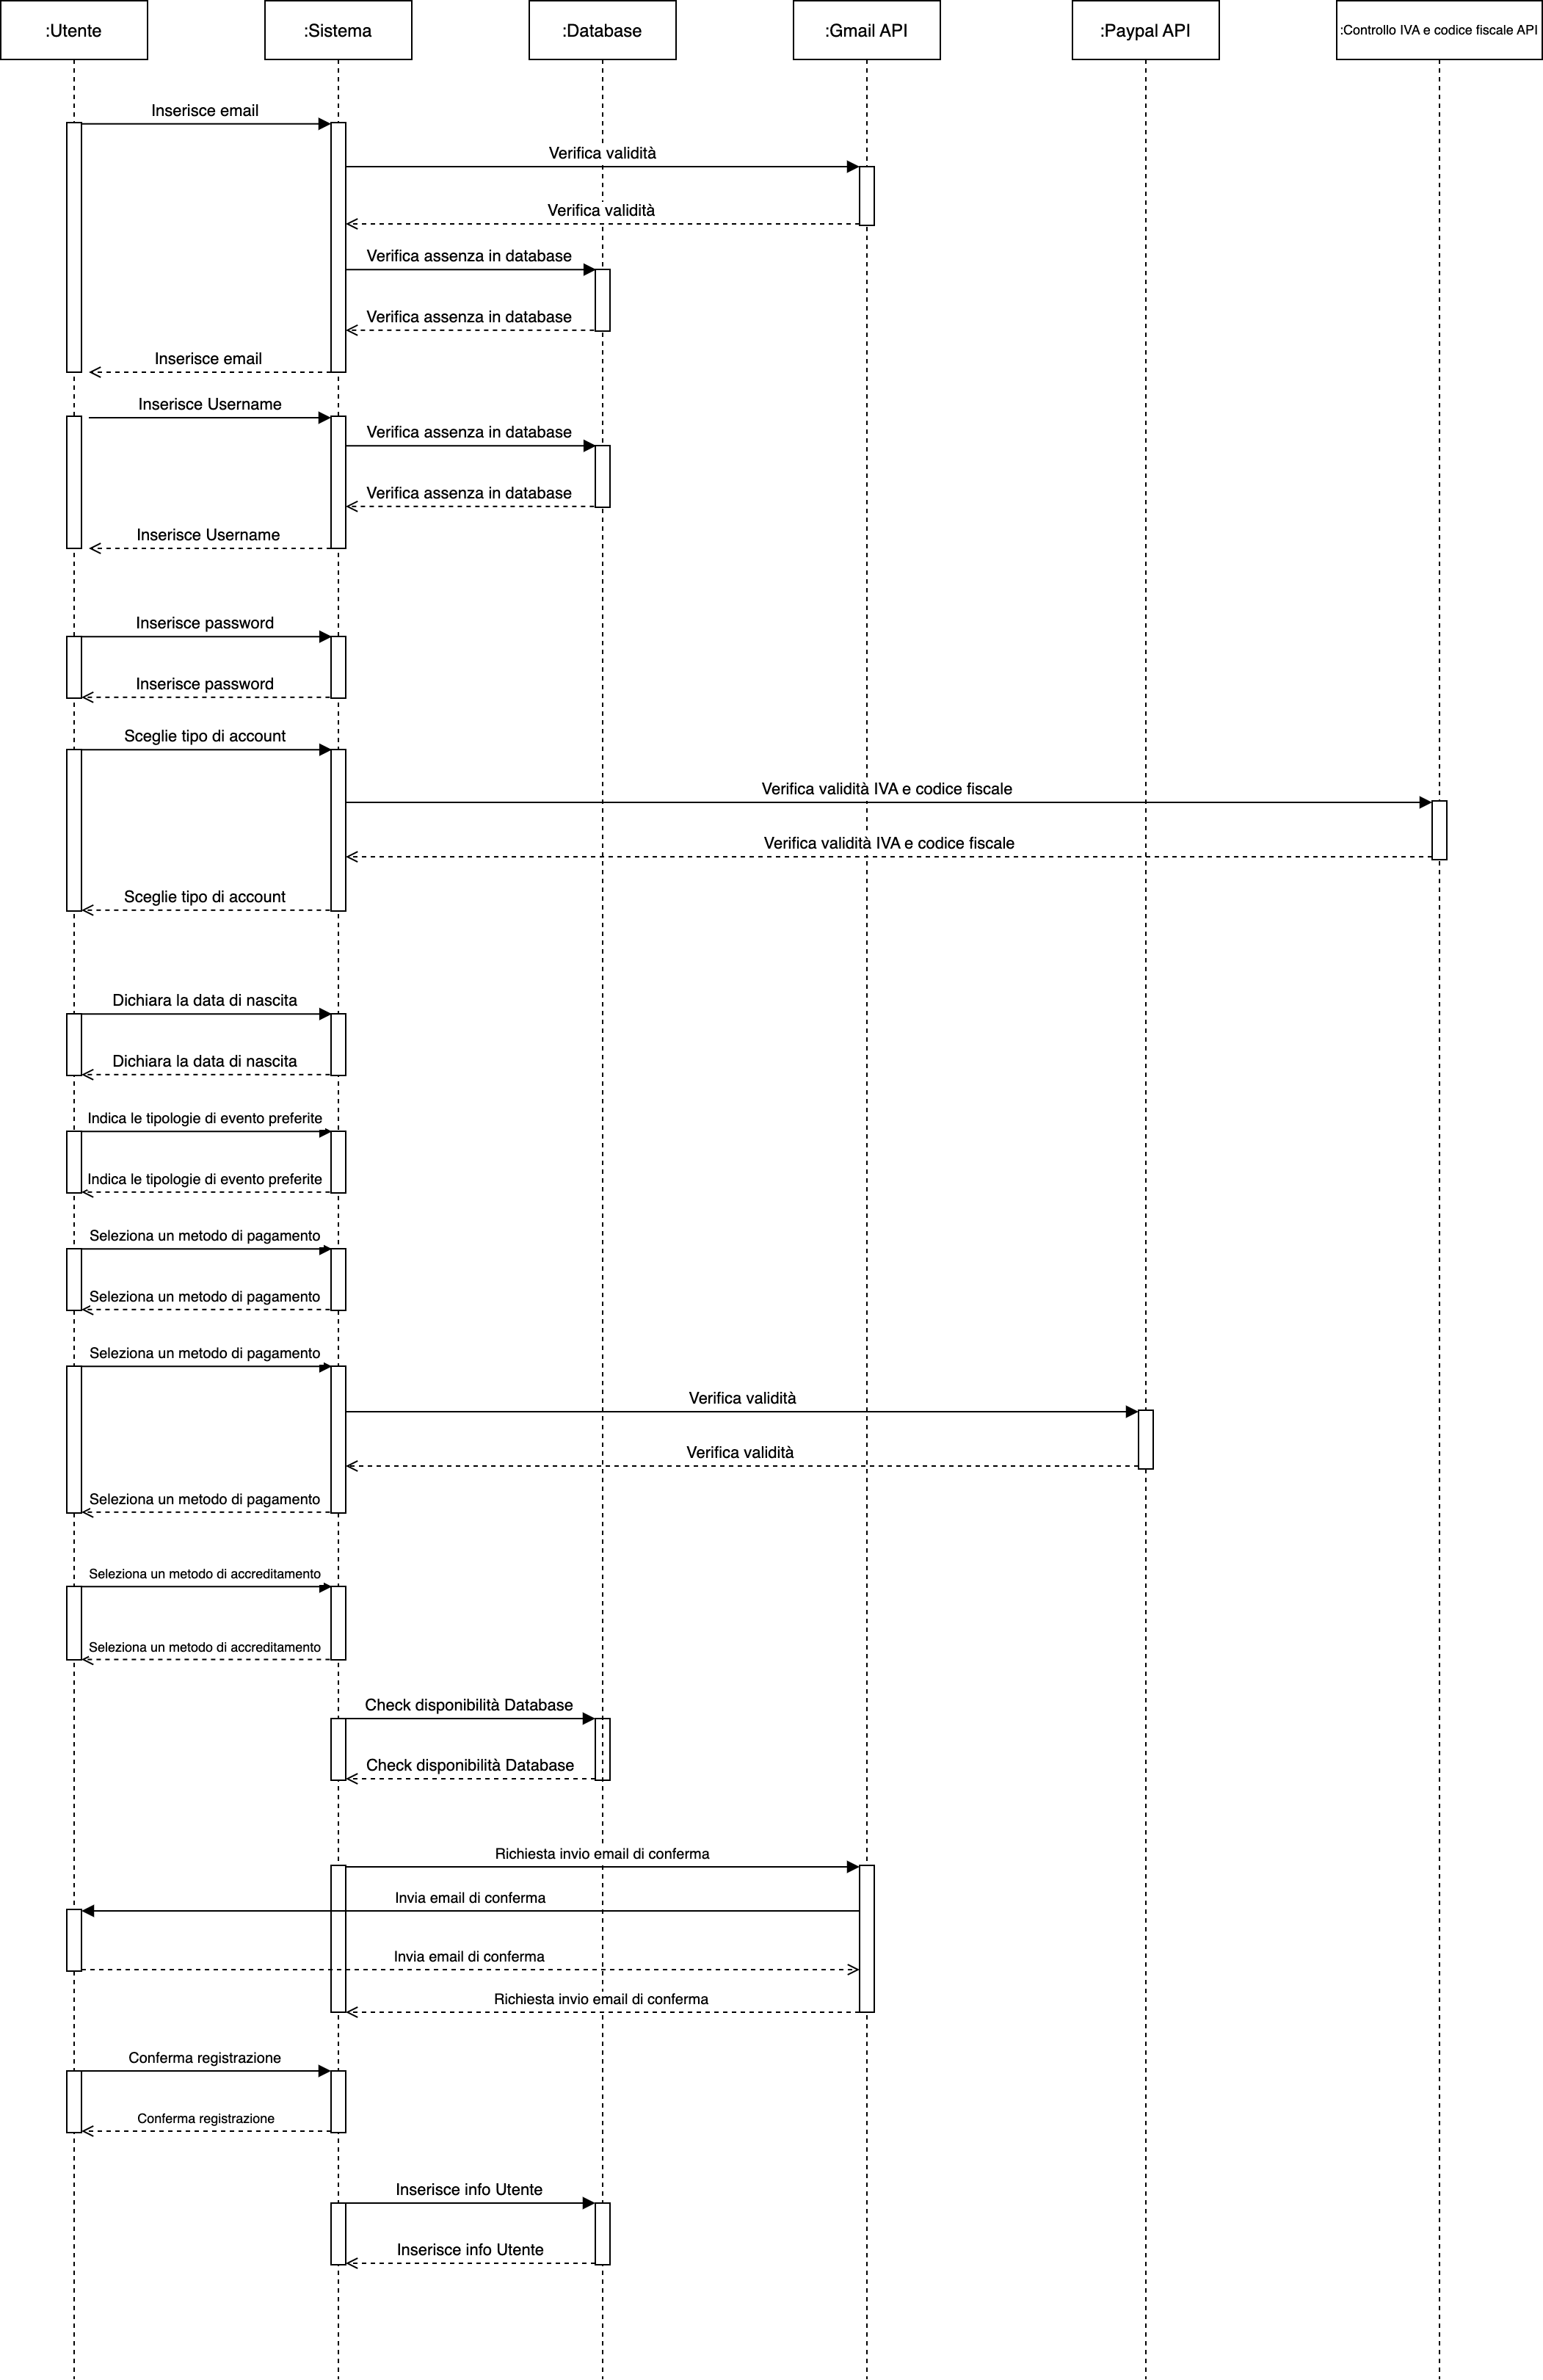 :Utente
:Sistema
:Database
:Gmail API
:Paypal API
:Controllo IVA e codice fiscale API
Inserisce email
Verifica validità
Verifica validità
Verifica assenza in database
Verifica assenza in database
Inserisce email
Inserisce Username
Verifica assenza in database
Verifica assenza in database
Inserisce Username
Inserisce password
Inserisce password
Sceglie tipo di account
Verifica validità IVA e codice fiscale
Verifica validità IVA e codice fiscale
Sceglie tipo di account
Dichiara la data di nascita
Dichiara la data di nascita
Indica le tipologie di evento preferite
Indica le tipologie di evento preferite
Seleziona un metodo di pagamento
Seleziona un metodo di pagamento
Seleziona un metodo di pagamento
Verifica validità
Verifica validità
Seleziona un metodo di pagamento
Seleziona un metodo di accreditamento
Seleziona un metodo di accreditamento
Check disponibilità Database
Check disponibilità Database
Richiesta invio email di conferma
Invia email di conferma
Invia email di conferma
Richiesta invio email di conferma
Conferma registrazione
Conferma registrazione
Inserisce info Utente
Inserisce info Utente